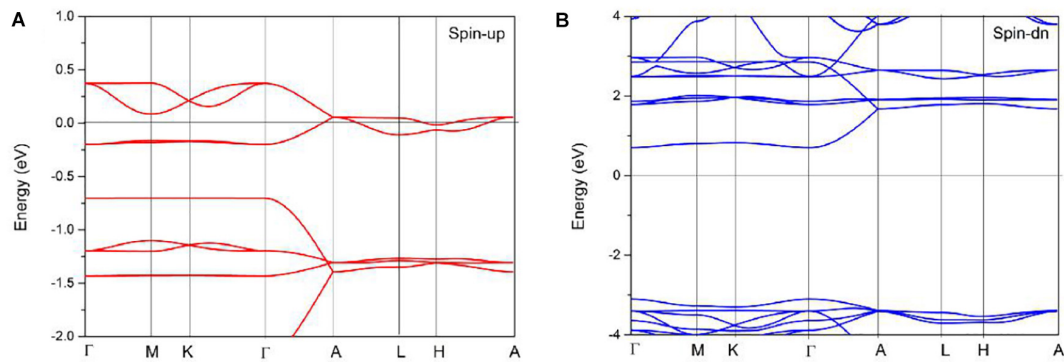 A
Spin-up
Energy (eV)
1.0
0.5
0.0
-0.5
-1.0
-1.5
-2.0
Γ M K Γ A L H A
B
Spin-dn
Energy (eV)
4
2
0
-2
-4
Γ M K Γ A L H A